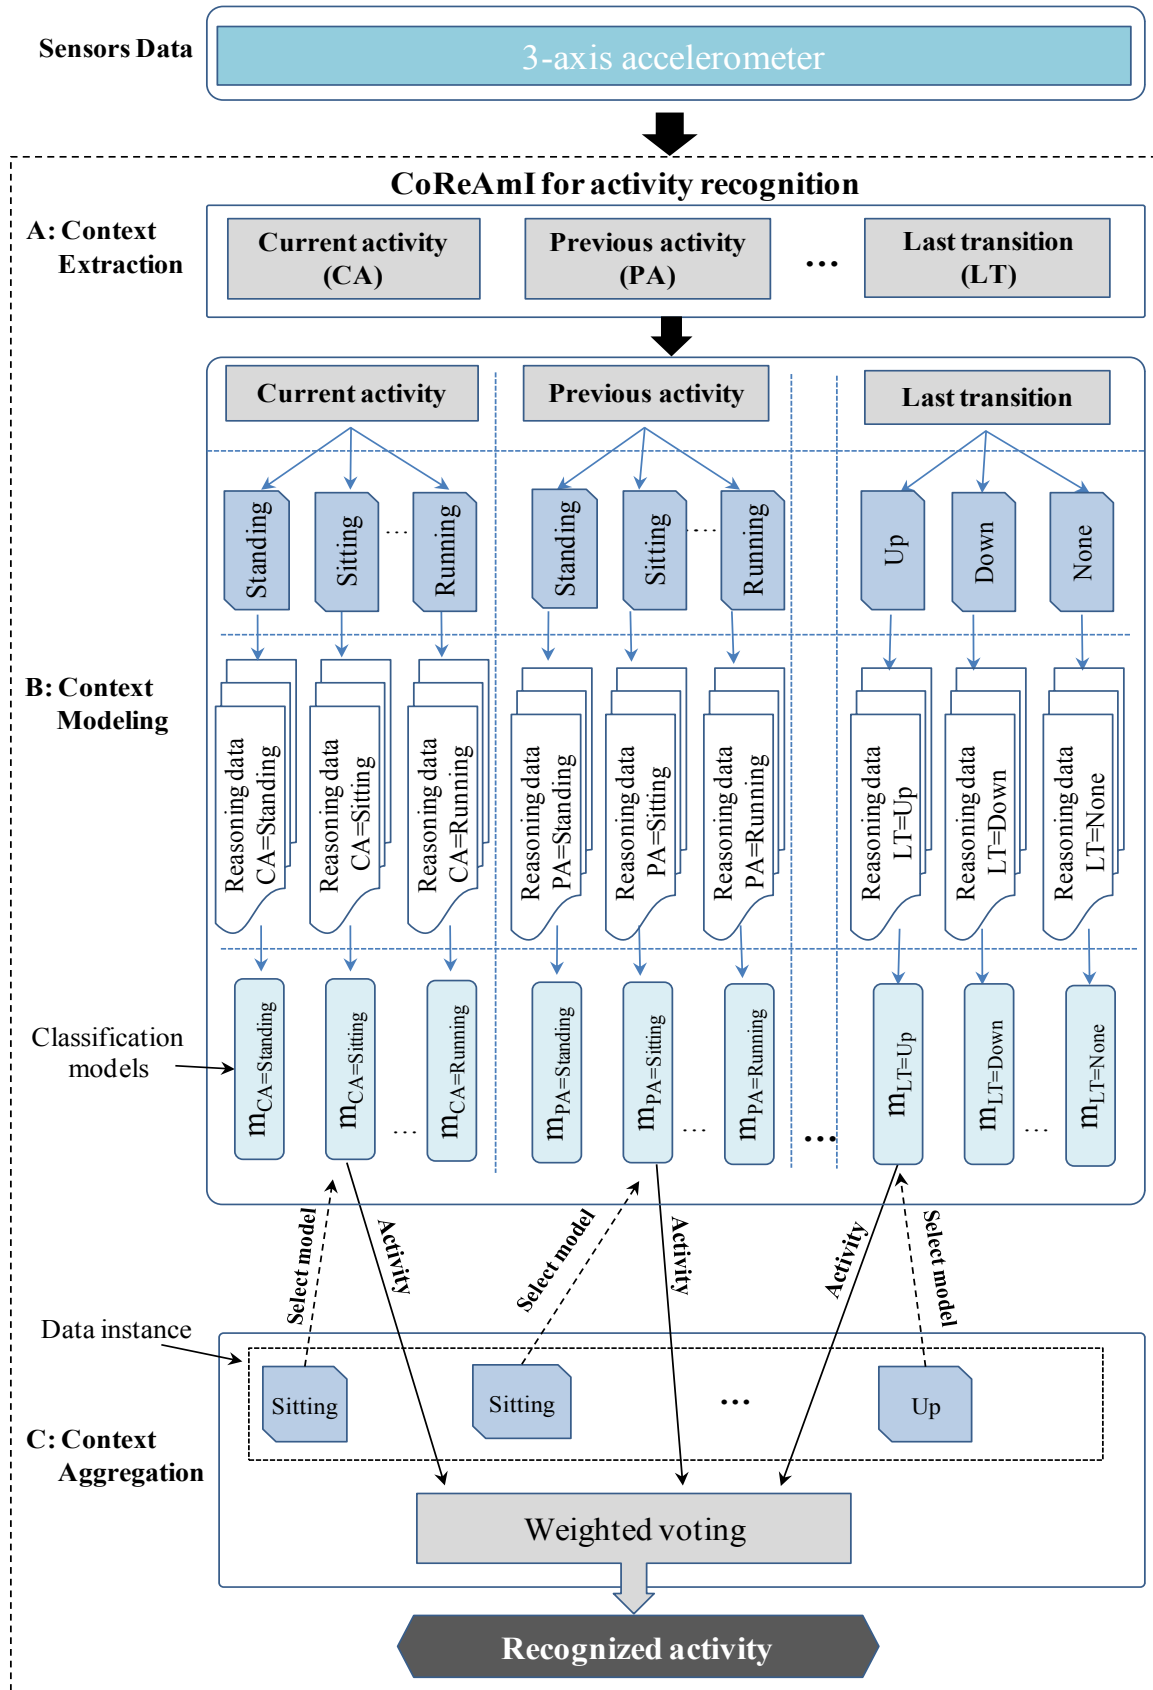 Sensors Data
3-axis accelerometer
CoReAmI for activity recognition
A: Context
Extraction
Current activity
(CA)
Previous activity
(PA)
...
Last transition
(LT)
Current activity
Previous activity
Last transition
Standing
Sitting
...
Running
Standing
Sitting
....
Running
Up
Down
None
B: Context
Modeling
Reasoning data
CA=Standing
Reasoning data
CA=Sitting
Reasoning data
CA=Running
Reasoning data
PA=Standing
Reasoning data
PA=Sitting
Reasoning data
PA=Running
Reasoning data
LT=Up
Reasoning data
LT=Down
Reasoning data
LT=None
Classification
models
mCA=Standing
mCA=Sitting
...
mCA=Running
mPA=Standing
mPA=Sitting
...
mPA=Running
...
mLT=Up
mLT=Down
...
mLT=None
Select model
Activity
Select model
Activity
Activity
Select model
Data instance
Sitting
Sitting
...
Up
C: Context
Aggregation
Weighted voting
Recognized activity